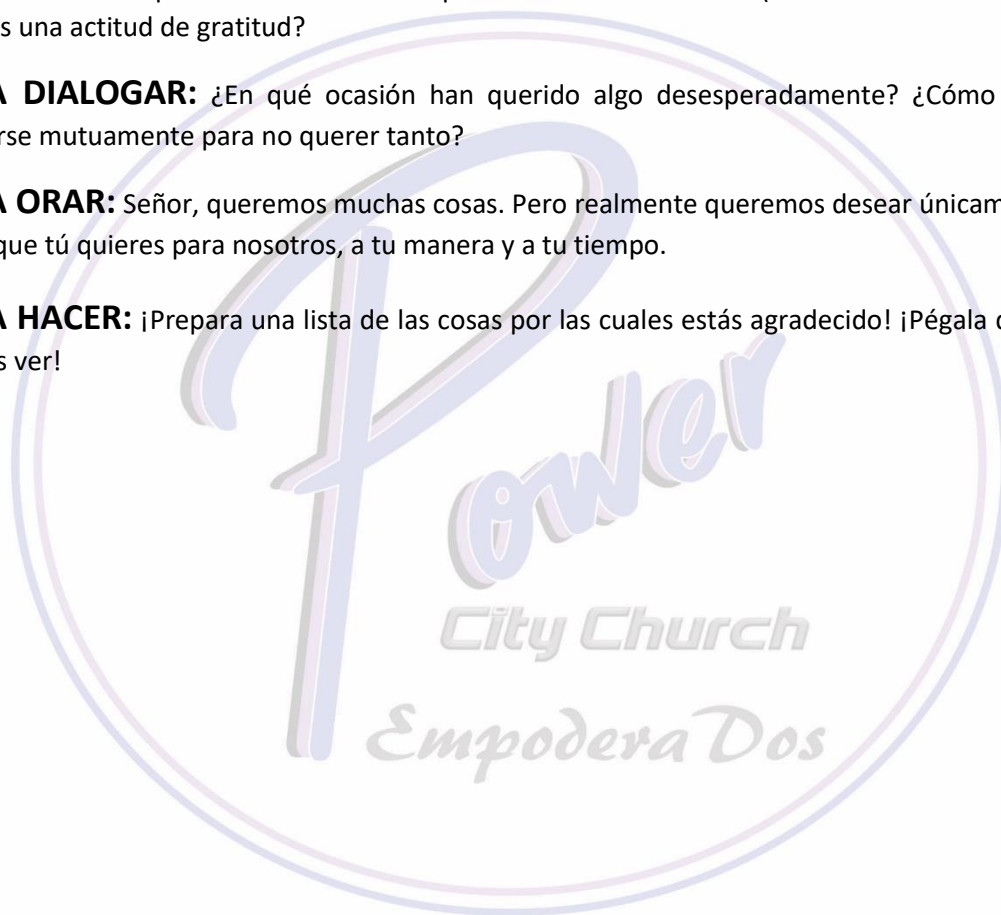 s una actitud de gratitud?
A DIALOGAR: ¿En qué ocasión han querido algo desesperadamente? ¿Cómo
rse mutuamente para no querer tanto?
A ORAR: Señor, queremos muchas cosas. Pero realmente queremos desear únicam
que tú quieres para nosotros, a tu manera y a tu tiempo.
A HACER: ¡Prepara una lista de las cosas por las cuales estás agradecido! ¡Pégala
s ver!
Power
City Church
EmpoderaDos